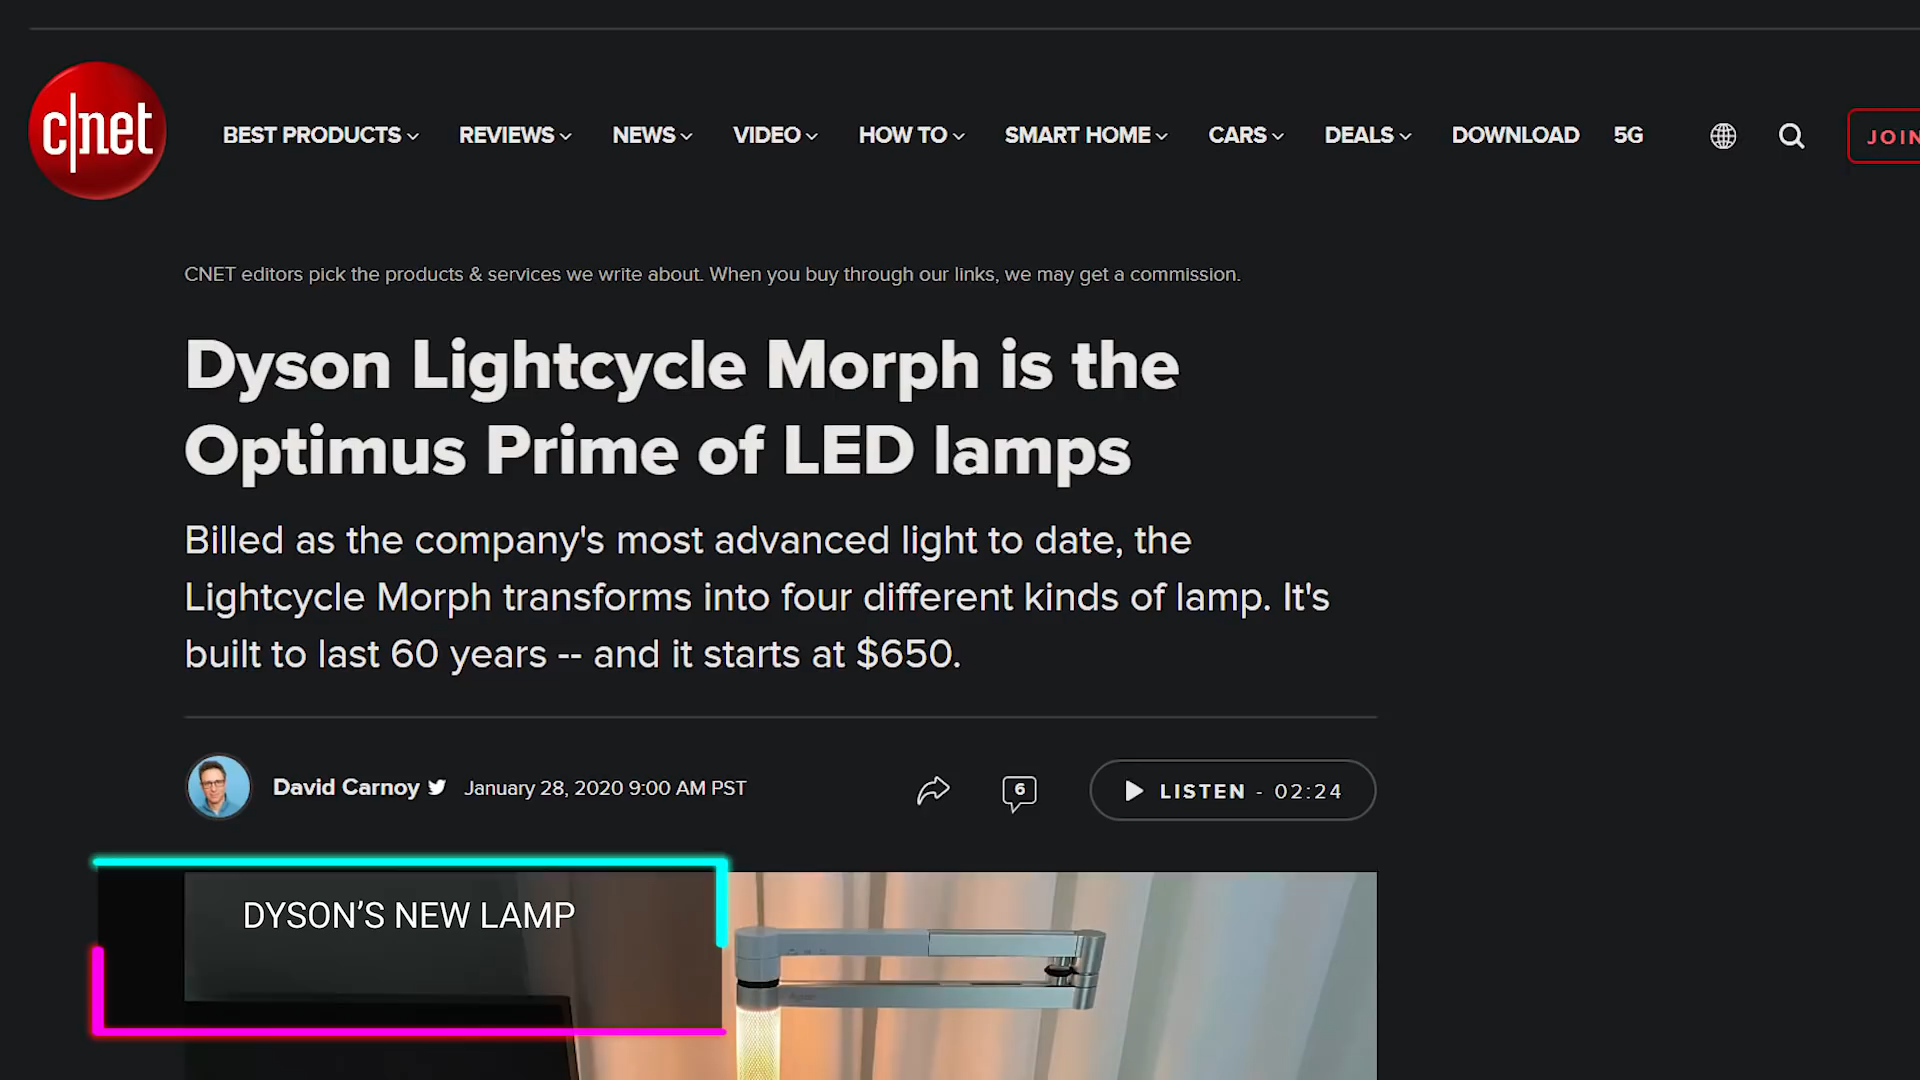 c|net
BEST PRODUCTS REVIEWS NEWS VIDEO HOW TO SMART HOME CARS DEALS DOWNLOAD 5G JOIN
CNET editors pick the products & services we write about. When you buy through our links, we may get a commission.
Dyson Lightcycle Morph is the
Optimus Prime of LED lamps
Billed as the company's most advanced light to date, the
Lightcycle Morph transforms into four different kinds of lamp. It's
built to last 60 years -- and it starts at $650.
David Carnoy January 28, 2020 9:00 AM PST 6 LISTEN - 02:24
DYSON’S NEW LAMP